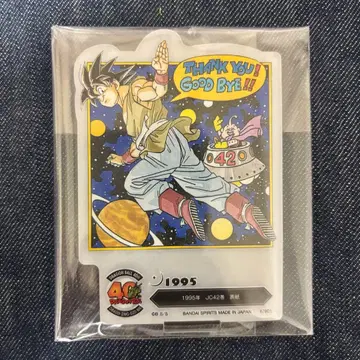 THANK YOU!
GOOD BYE!!
42
40
1995
1995年 JC42巻 表紙
©B.S/S BANDAI SPIRITS MADE IN JAPAN